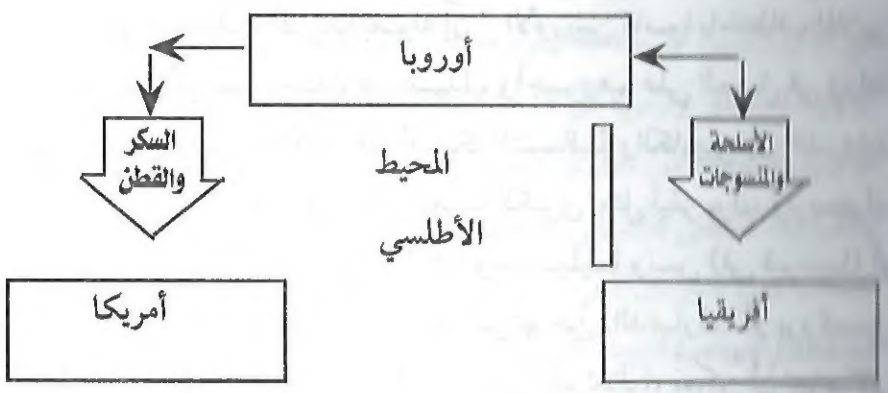 أوروبا
الأسلحة
والمنسوجات
السكر
والقطن
المحيط
الأطلسي
أفريقيا
أمريكا